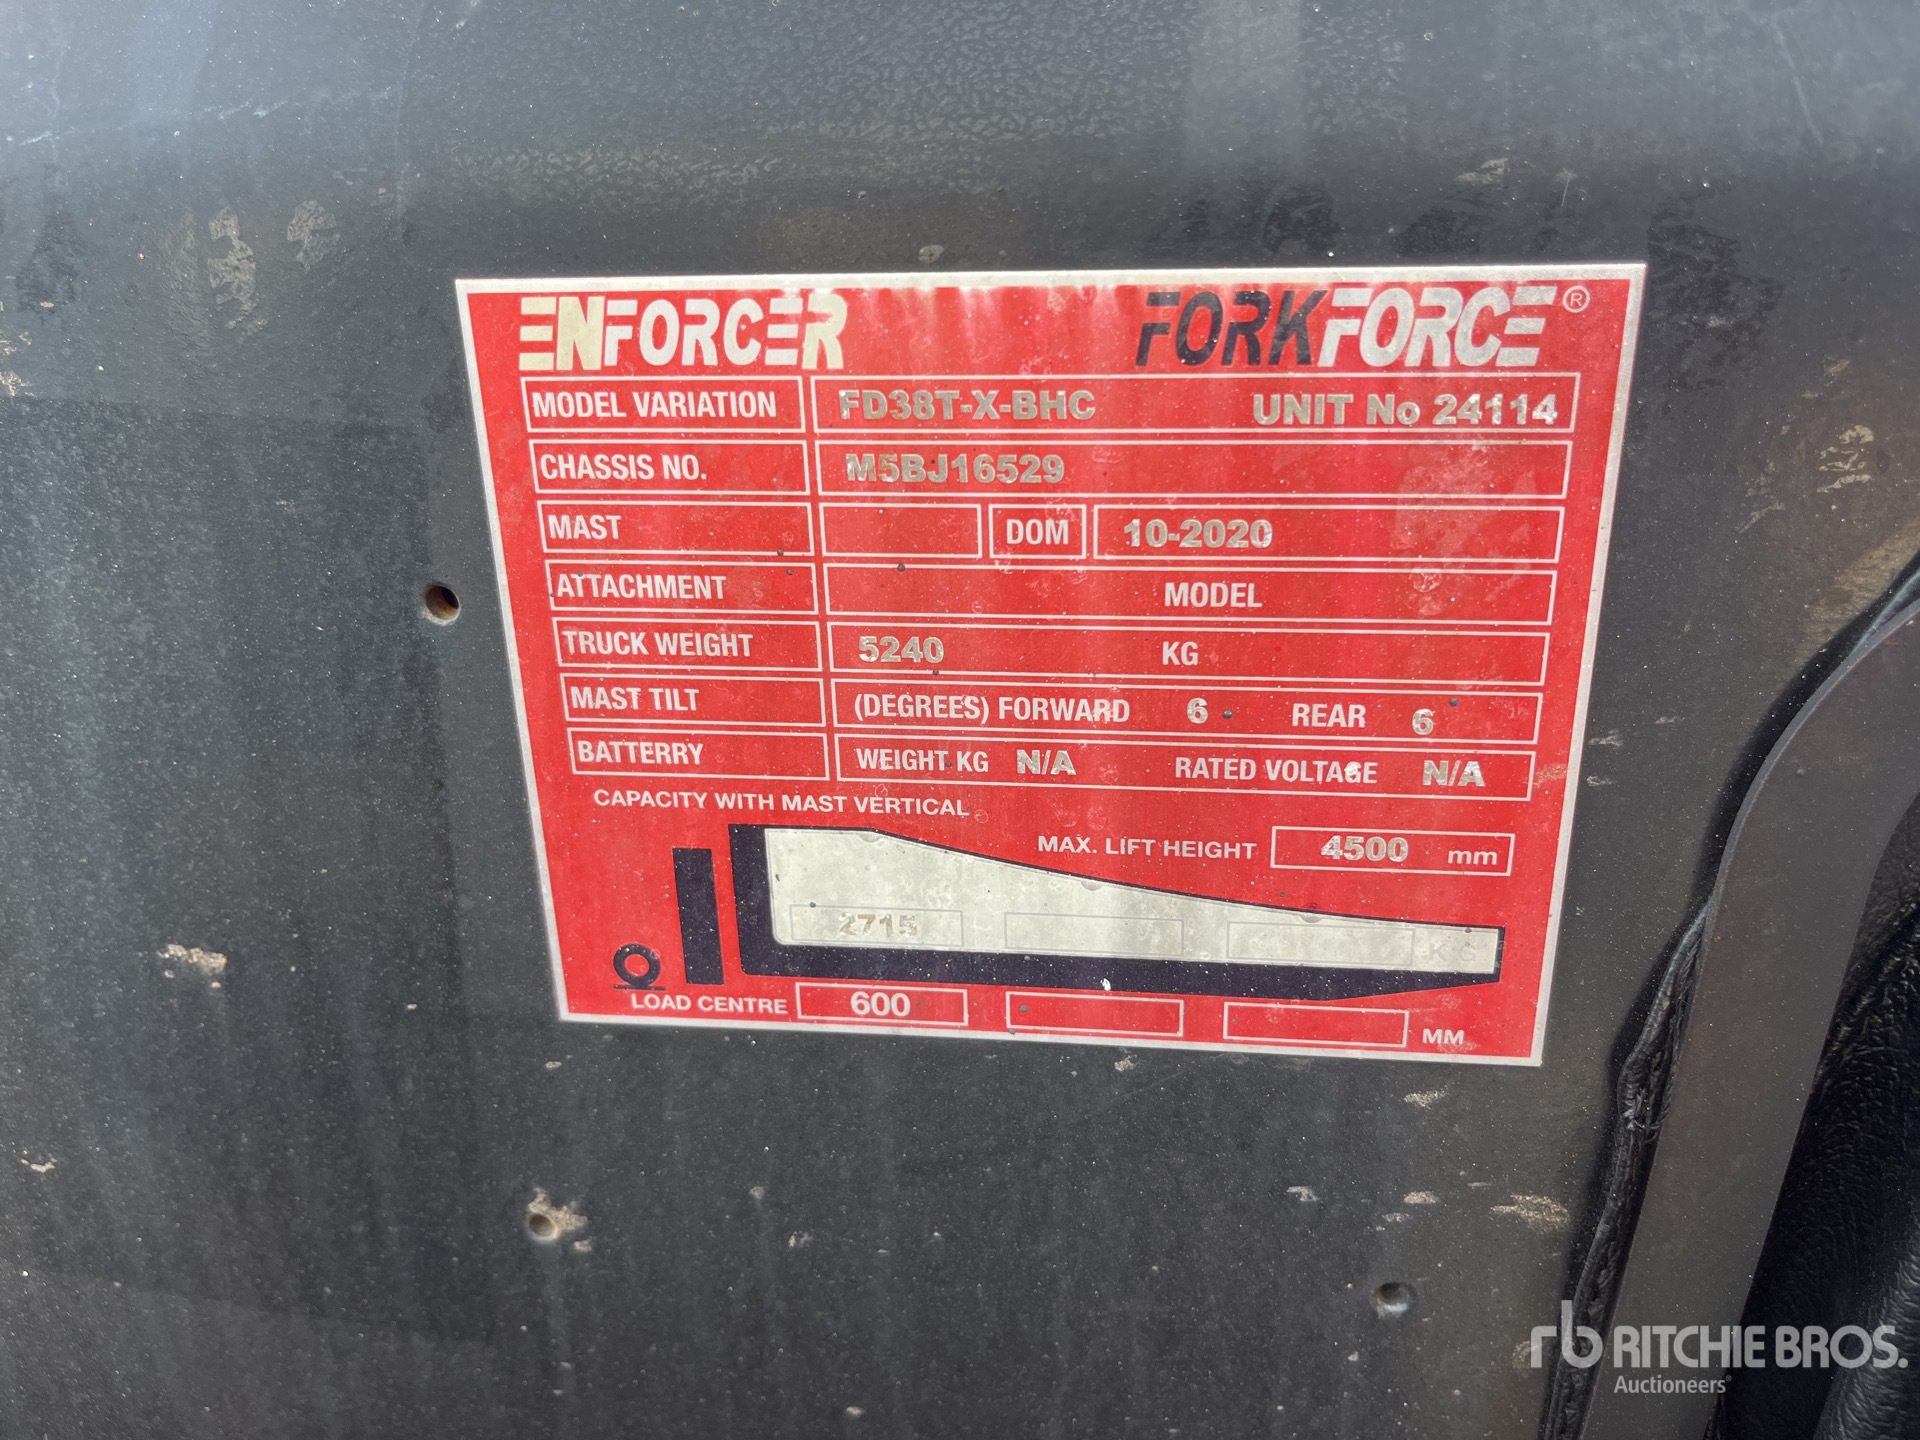 ENFORCER FORKFORCE®
MODEL VARIATION FD38T-X-BHC UNIT No 24114
CHASSIS NO. M5BJ16529
MAST DOM 10-2020
ATTACHMENT MODEL
TRUCK WEIGHT 5240 KG
MAST TILT (DEGREES) FORWARD 6 REAR 6
BATTERRY WEIGHT KG N/A RATED VOLTAGE N/A
CAPACITY WITH MAST VERTICAL
MAX. LIFT HEIGHT 4500 mm
2715 KG
LOAD CENTRE 600 MM
rb RITCHIE BROS.
Auctioneers